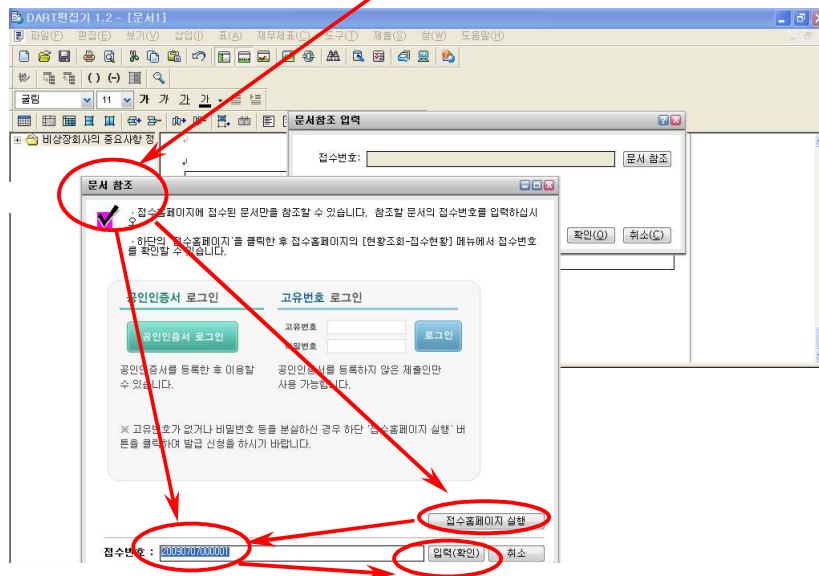 DART편집기 1.2 - [문서1]
파일(F) 편집(E) 보기(V) 삽입(I) 표(A) 재무제표(C) 도구(T) 제출(S) 창(W) 도움말(H)
굴림 11 가 가 가 가
문서참조 입력
비상장회사의 중요사항 정
접수번호: 문서 참조
확인(O) 취소(C)
문서 참조
· 접수홈페이지에 접수된 문서만을 참조할 수 있습니다. 참조할 문서의 접수번호를 입력하십시
오.
· 하단의 '접수홈페이지'을 클릭한 후 접수홈페이지의 [현황조회-접수현황] 메뉴에서 접수번호
를 확인할 수 있습니다.
공인인증서 로그인 고유번호 로그인
공인인증서 로그인
고유번호
비밀번호
로그인
공인인증서를 등록한 후 이용할
수 있습니다.
공인인증서를 등록하지 않은 제출인만
사용 가능합니다.
※ 고유번호가 없거나 비밀번호 등을 분실하신 경우 하단 '접수홈페이지 실행' 버
튼을 클릭하여 발급 신청을 하시기 바랍니다.
접수홈페이지 실행
접수번호 : 20090707000001 입력(확인) 취소